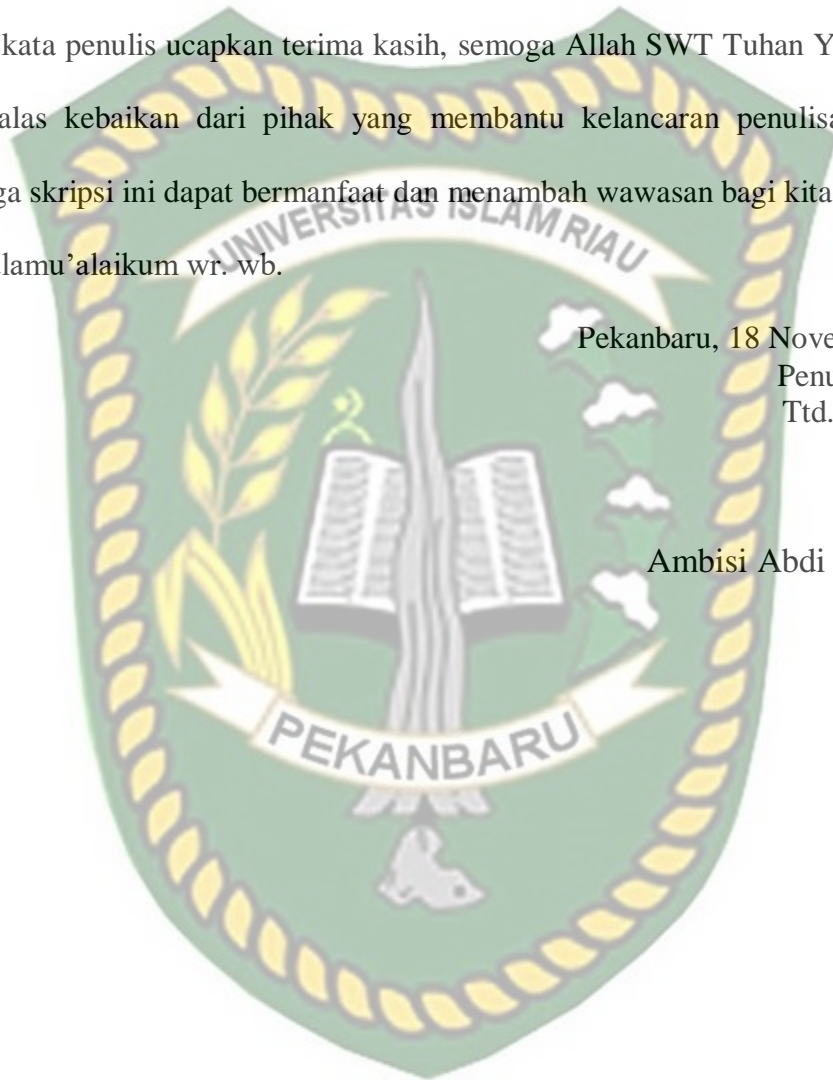 kata penulis ucapkan terima kasih, semoga Allah SWT Tuhan Y
alas kebaikan dari pihak yang membantu kelancaran penulisa
ga skripsi ini dapat bermanfaat dan menambah wawasan bagi kita
lamu’alaikum wr. wb.
UNIVERSITAS ISLAM RIAU
Pekanbaru, 18 Nove
Penu
Ttd.
Ambisi Abdi
PEKANBARU